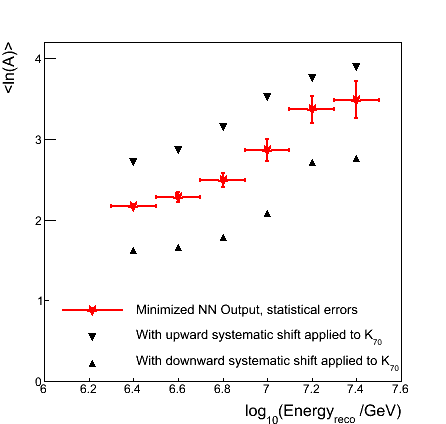 <ln(A)>
4
3
2
1
0
Minimized NN Output, statistical errors
With upward systematic shift applied to K70
With downward systematic shift applied to K70
6 6.2 6.4 6.6 6.8 7 7.2 7.4 7.6
log10(Energyreco /GeV)